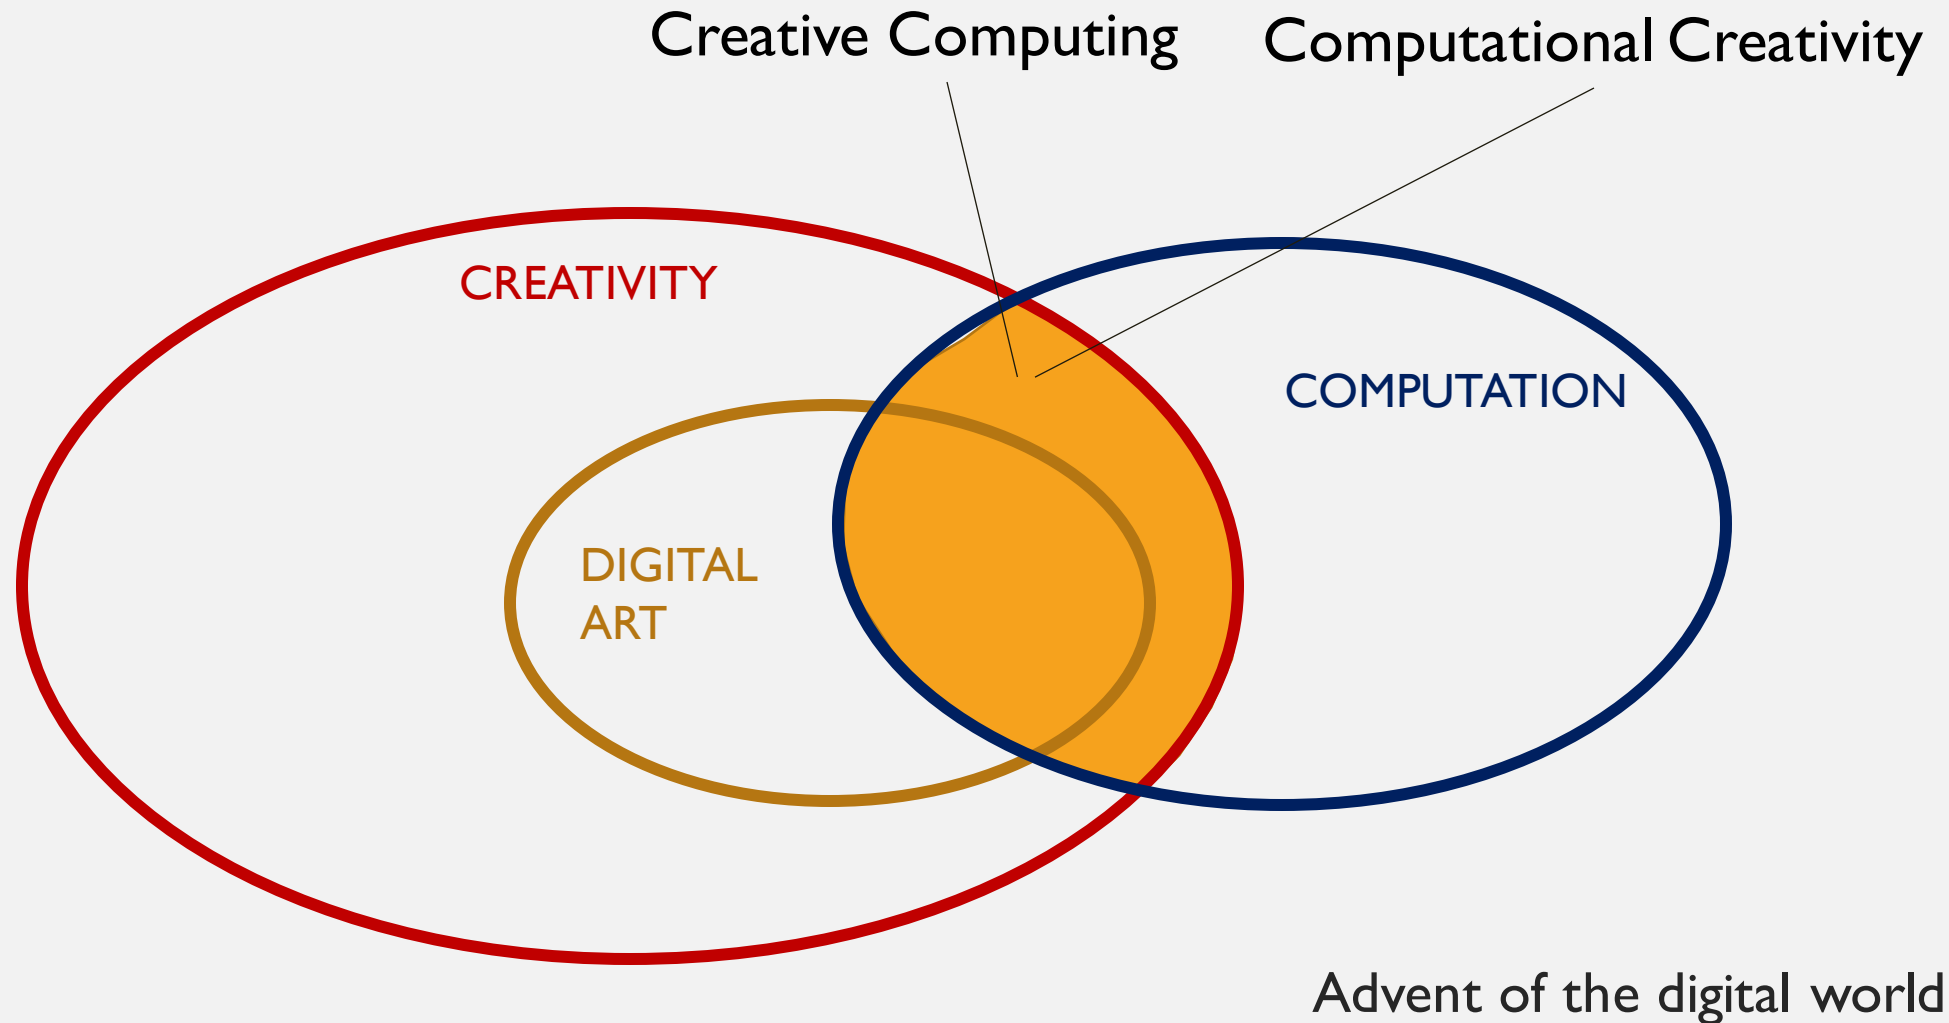 Creative Computing
Computational Creativity
CREATIVITY
COMPUTATION
DIGITAL
ART
Advent of the digital world